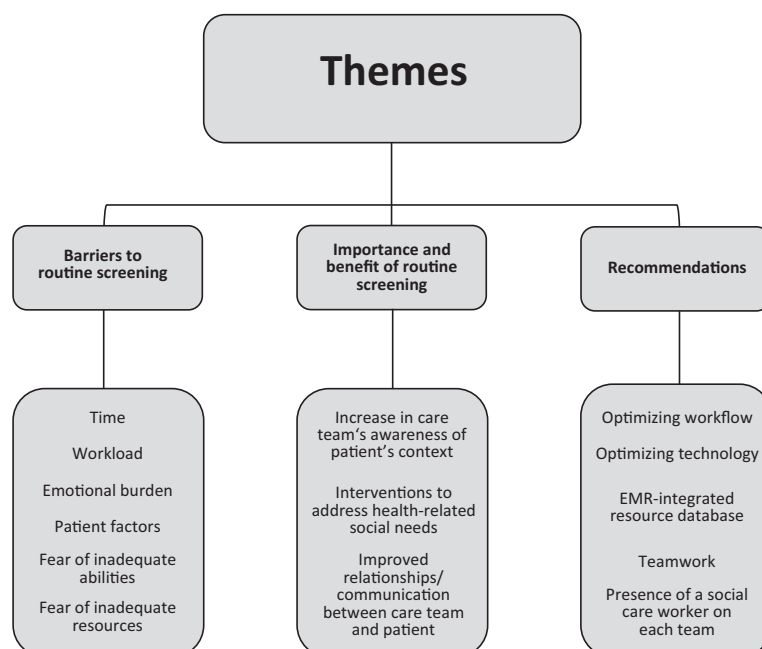 Themes
Barriers to
routine screening
Importance and
benefit of routine
screening
Recommendations
Time
Workload
Emotional burden
Patient factors
Fear of inadequate
abilities
Fear of inadequate
resources
Increase in care
team‘s awareness of
patient's context
Interventions to
address health-related
social needs
Improved
relationships/
communication
between care team
and patient
Optimizing workflow
Optimizing technology
EMR-integrated
resource database
Teamwork
Presence of a social
care worker on
each team